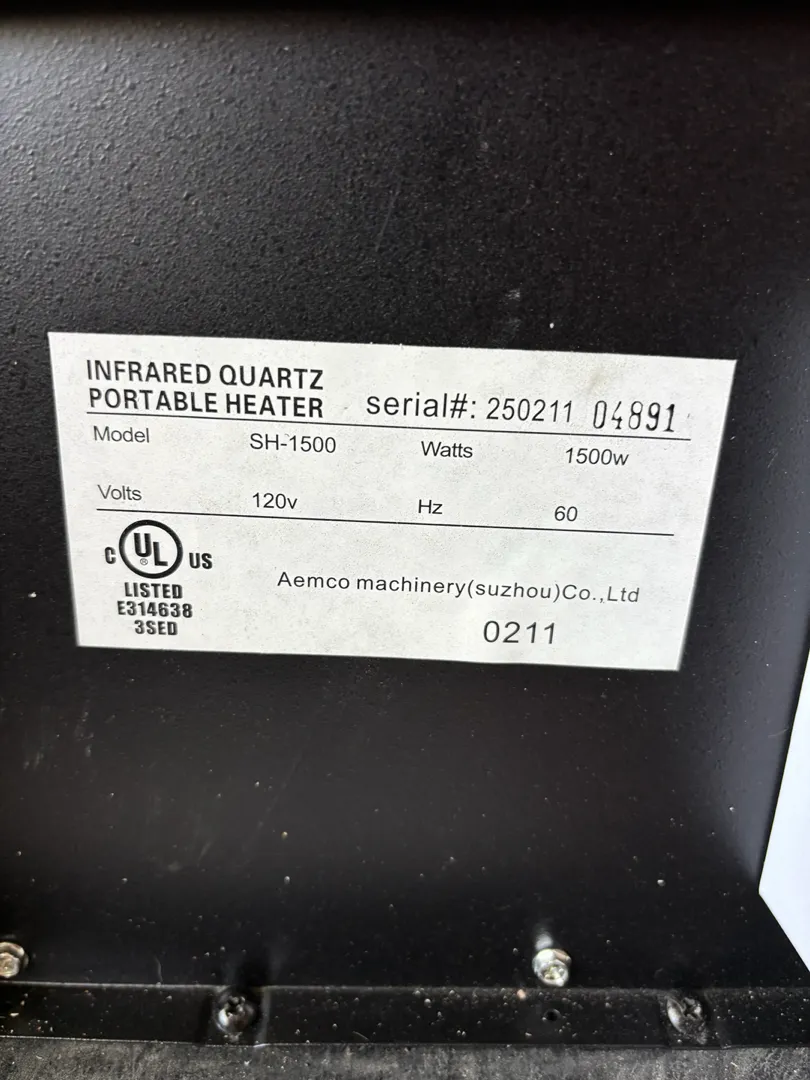 INFRARED QUARTZ
PORTABLE HEATER serial#: 250211 04891
Model SH-1500 Watts 1500w
Volts 120v Hz 60
C UL ® US
LISTED
E314638
3SED
Aemco machinery(suzhou)Co.,Ltd
0211